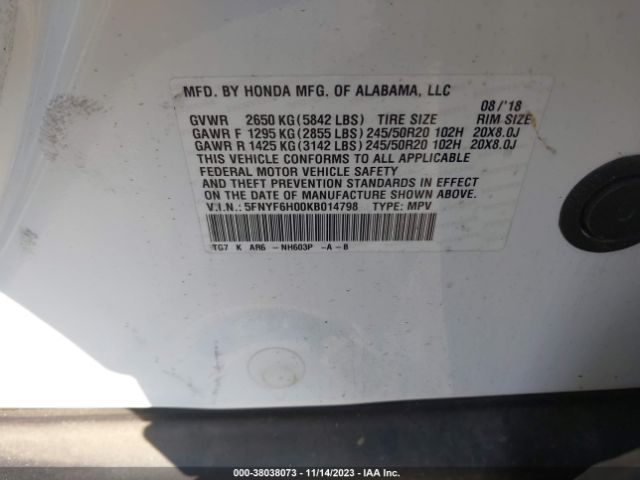 MFD. BY HONDA MFG. OF ALABAMA, LLC
08/'18
GVWR 2650 KG (5842 LBS) TIRE SIZE RIM SIZE
GAWR F 1295 KG (2855 LBS) 245/50R20 102H 20X8.0J
GAWR R 1425 KG (3142 LBS) 245/50R20 102H 20X8.0J
THIS VEHICLE CONFORMS TO ALL APPLICABLE
FEDERAL MOTOR VEHICLE SAFETY
AND THEFT PREVENTION STANDARDS IN EFFECT
ON THE DATE OF MANUFACTURE SHOWN ABOVE.
V.I.N.: 5FNYF6H00KB014798 TYPE: MPV
TG7 K AR6 -NH603P -A-B
000-38038073 — 11/14/2023 — IAA Inc.